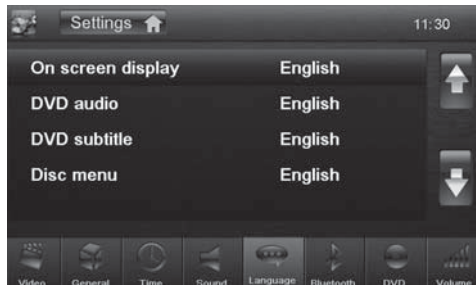 Settings 11:30
On screen display English
DVD audio English
DVD subtitle English
Disc menu English
Video General Time Sound Language Bluetooth DVD Volume